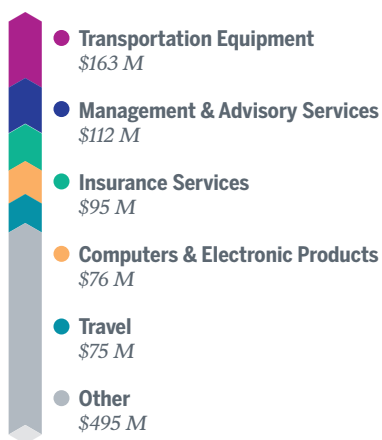 Transportation Equipment
$163 M
Management & Advisory Services
$112 M
Insurance Services
$95 M
Computers & Electronic Products
$76 M
Travel
$75 M
Other
$495 M